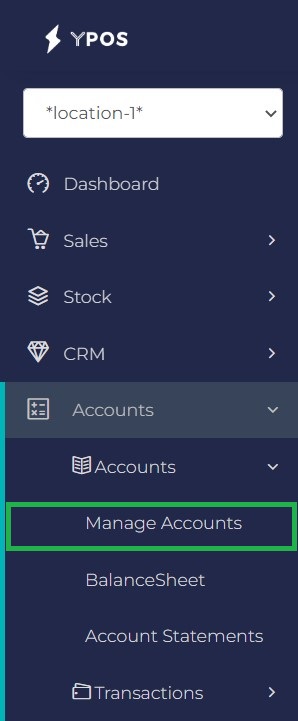 YPOS
*location-1*
Dashboard
Sales
Stock
CRM
Accounts
Accounts
Manage Accounts
BalanceSheet
Account Statements
Transactions